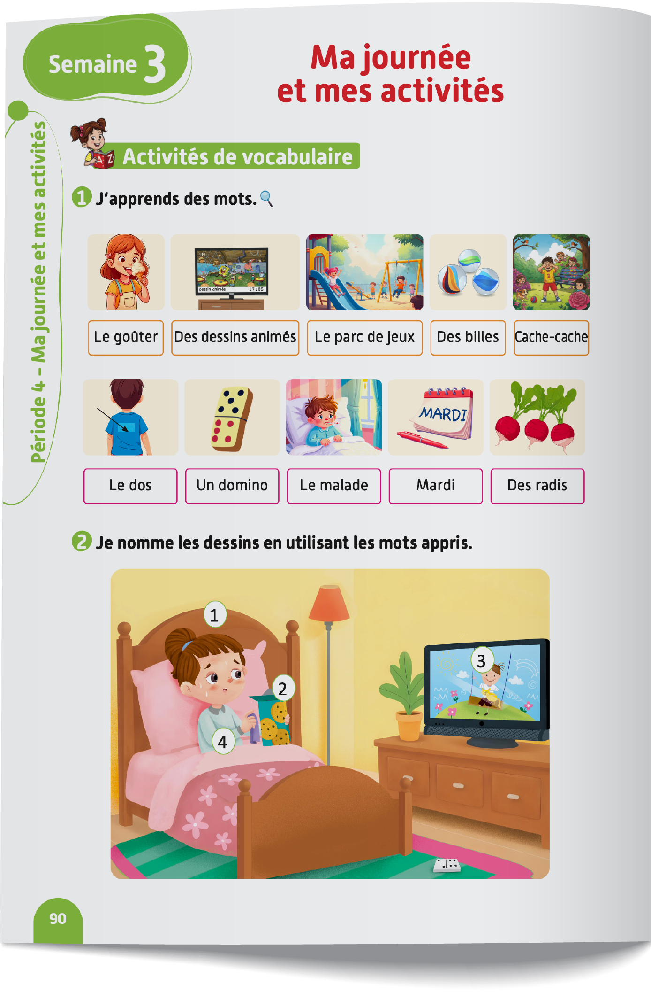 Semaine 3
Ma journée
et mes activités
Période 4 - Ma journée et mes activités
A Z
Activités de vocabulaire
1 J'apprends des mots.
TV
dessin animée 17:05
2
Le goûter
Des dessins animés
Le parc de jeux
Des billes
Cache-cache
MARDI
Le dos
Un domino
Le malade
Mardi
Des radis
2 Je nomme les dessins en utilisant les mots appris.
1
2
3
4
90